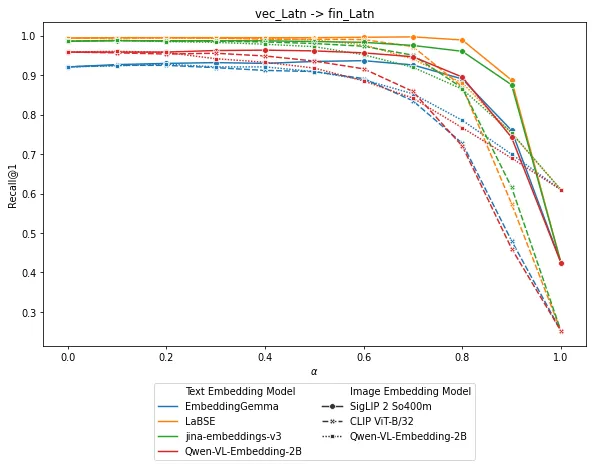 vec_Latn -> fin_Latn
Recall@1
1.0
0.9
0.8
0.7
0.6
0.5
0.4
0.3
0.0 0.2 0.4 0.6 0.8 1.0
α
Text Embedding Model
EmbeddingGemma
LaBSE
jina-embeddings-v3
Qwen-VL-Embedding-2B
Image Embedding Model
SigLIP 2 So400m
CLIP ViT-B/32
Qwen-VL-Embedding-2B